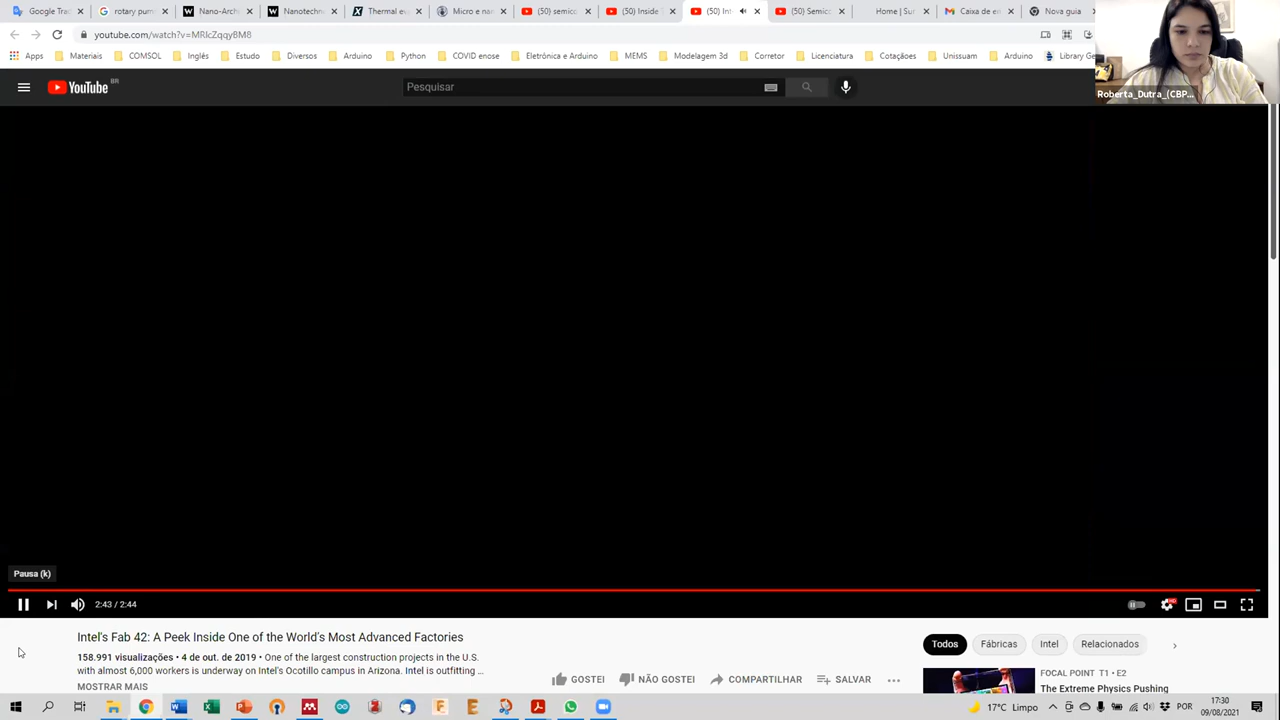 Google Tra
rotary pum
Nano-Arch
Nanotechn
Thermal ev
Micro e nan
(50) semico
(50) Inside
(50) Int
(50) Semic
Home | Sur
Caixa de en
Nova guia
youtube.com/watch?v=MRlcZqqyBM8
Apps
Materiais
COMSOL
Inglês
Estudo
Diversos
Arduino
Python
COVID enose
Eletrônica e Arduino
MEMS
Modelagem 3d
Corretor
Licenciatura
Cotaçãoes
Unissuam
Arduino
Library Ge
Roberta_Dutra_(CBP...
YouTube BR
Pesquisar
Pausa (k)
2:43 / 2:44
HD
Intel's Fab 42: A Peek Inside One of the World's Most Advanced Factories
158.991 visualizações • 4 de out. de 2019 • One of the largest construction projects in the U.S.
with almost 6,000 workers is underway on Intel's Ocotillo campus in Arizona. Intel is outfitting ...
MOSTRAR MAIS
GOSTEI
NÃO GOSTEI
COMPARTILHAR
SALVAR
Todos
Fábricas
Intel
Relacionados
FOCAL POINT T1 • E2
The Extreme Physics Pushing
17°C Limpo
POR
17:30
09/08/2021